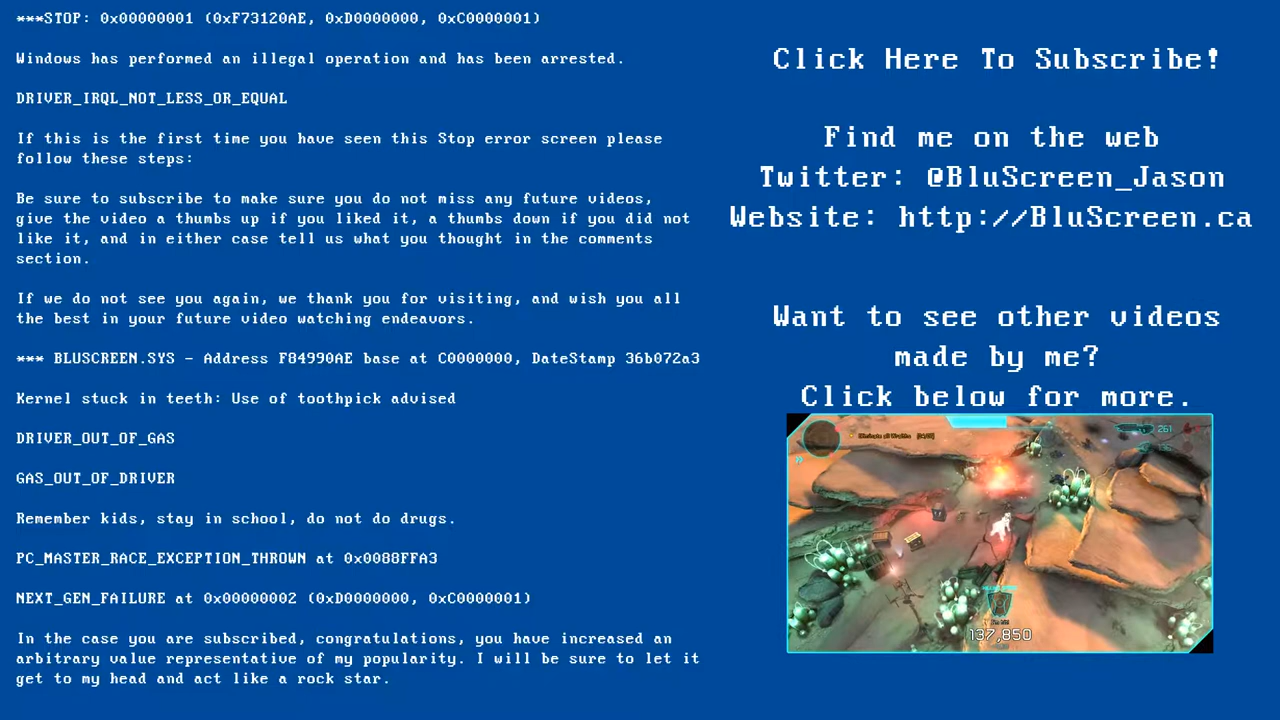 ***STOP: 0x00000001 (0xF73120AE, 0xD0000000, 0xC0000001)
Windows has performed an illegal operation and has been arrested.
DRIVER_IRQL_NOT_LESS_OR_EQUAL
If this is the first time you have seen this Stop error screen please
follow these steps:
Be sure to subscribe to make sure you do not miss any future videos,
give the video a thumbs up if you liked it, a thumbs down if you did not
like it, and in either case tell us what you thought in the comments
section.
If we do not see you again, we thank you for visiting, and wish you all
the best in your future video watching endeavors.
*** BLUSCREEN.SYS - Address F84990AE base at C0000000, DateStamp 36b072a3
Kernel stuck in teeth: Use of toothpick advised
DRIVER_OUT_OF_GAS
GAS_OUT_OF_DRIVER
Remember kids, stay in school, do not do drugs.
PC_MASTER_RACE_EXCEPTION_THROWN at 0x0088FFA3
NEXT_GEN_FAILURE at 0x00000002 (0xD0000000, 0xC0000001)
In the case you are subscribed, congratulations, you have increased an
arbitrary value representative of my popularity. I will be sure to let it
get to my head and act like a rock star.
Click Here To Subscribe!
Find me on the web
Twitter: @BluScreen_Jason
Website: http://BluScreen.ca
Want to see other videos
made by me?
Click below for more.
Eliminate all Wraiths
261
137,850